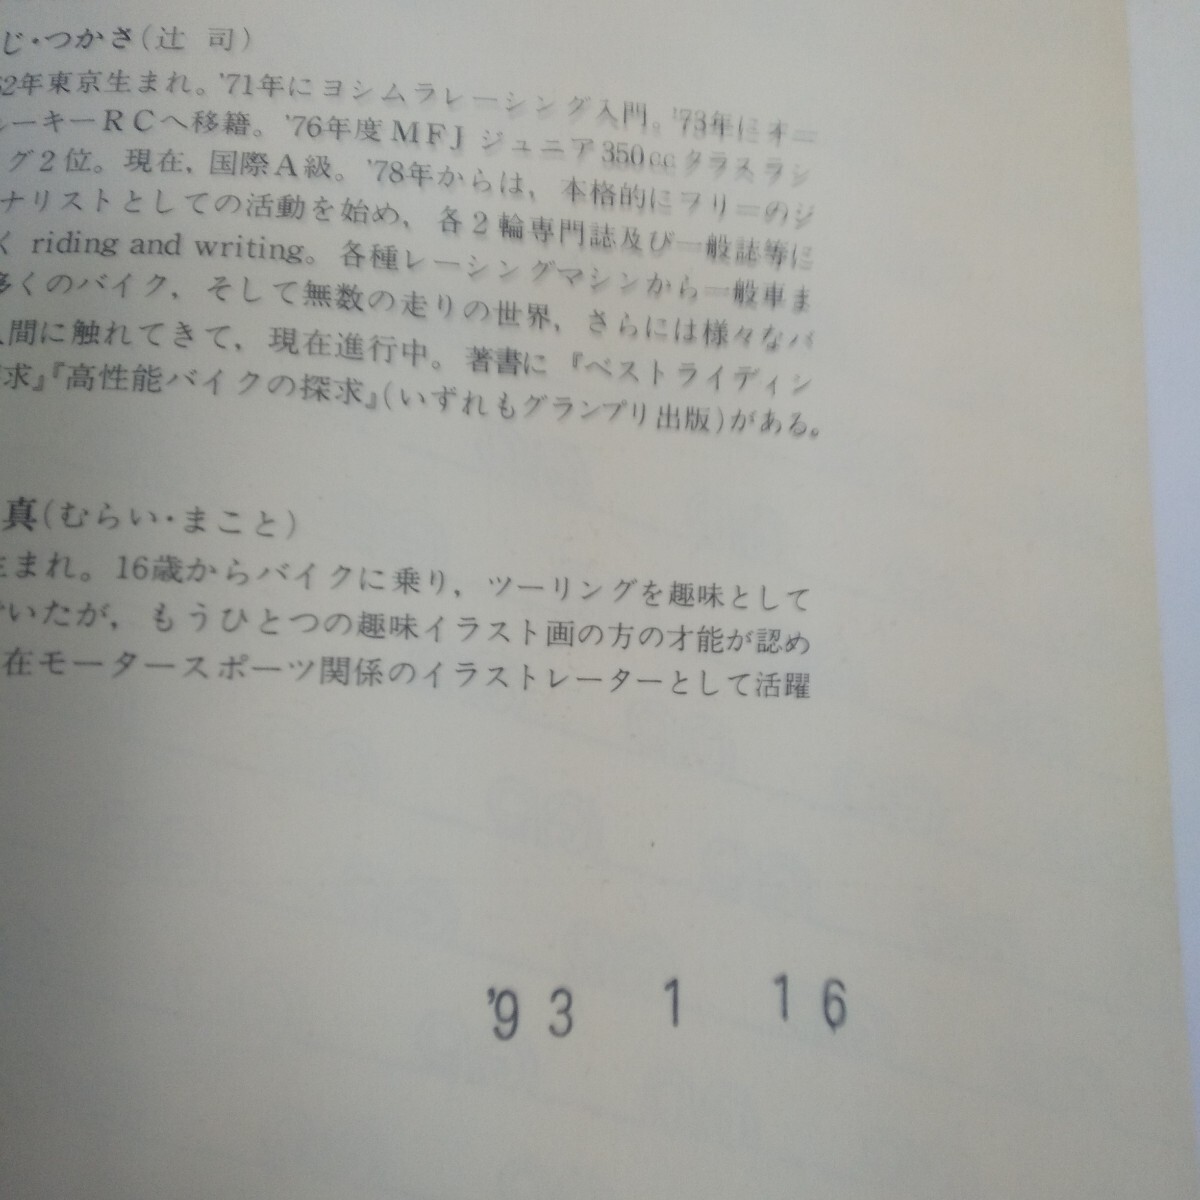 じ・つかさ(辻 司)
52年東京生まれ。'71年にヨシムラレーシング入門。'73年にオー
ルーキーRCへ移籍。'76年度MFJ ジュニア350ccクラスラン
グ2位。現在, 国際A級。'78年からは, 本格的にフリーのジ
ナリストとしての活動を始め, 各2輪専門誌及び一般誌等に
く riding and writing。各種レーシングマシンから一般車ま
多くのバイク, そして無数の走りの世界, さらには様々なバ
人間に触れてきて, 現在進行中。著書に『ベストライディン
求』『高性能バイクの探求』(いずれもグランプリ出版)がある。
真(むらい・まこと)
生まれ。16歳からバイクに乗り, ツーリングを趣味として
いたが, もうひとつの趣味イラスト画の方の才能が認め
在モータースポーツ関係のイラストレーターとして活躍
'93 1 16